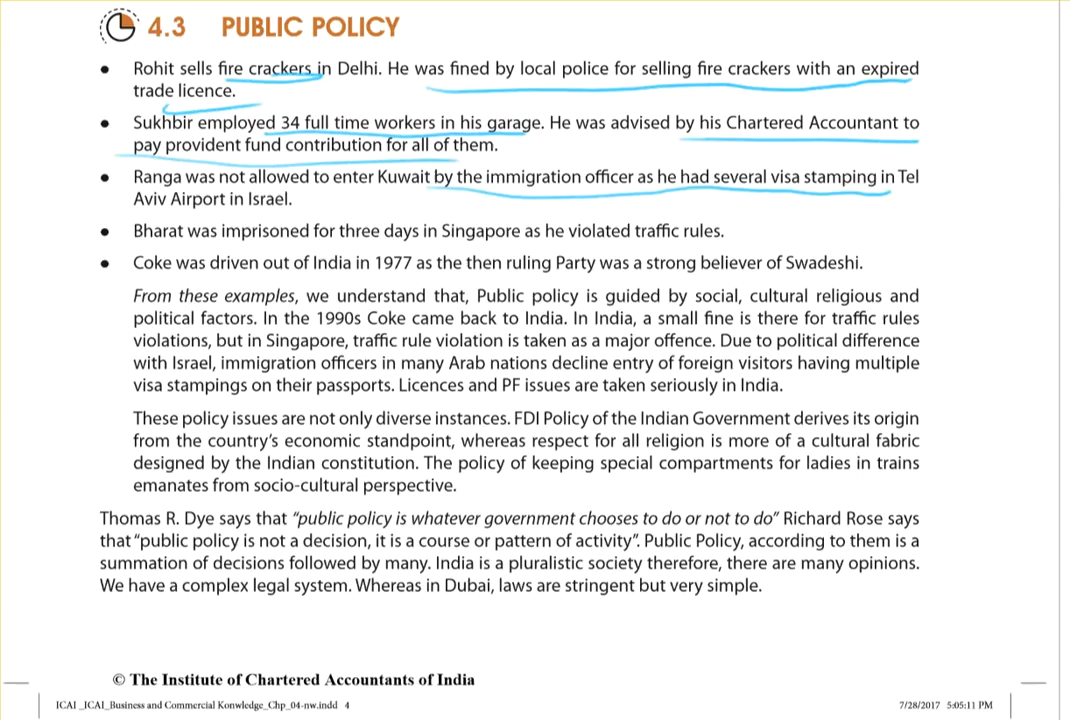 4.3 PUBLIC POLICY
• Rohit sells fire crackers in Delhi. He was fined by local police for selling fire crackers with an expired
trade licence.
• Sukhbir employed 34 full time workers in his garage. He was advised by his Chartered Accountant to
pay provident fund contribution for all of them.
• Ranga was not allowed to enter Kuwait by the immigration officer as he had several visa stamping in Tel
Aviv Airport in Israel.
• Bharat was imprisoned for three days in Singapore as he violated traffic rules.
• Coke was driven out of India in 1977 as the then ruling Party was a strong believer of Swadeshi.
From these examples, we understand that, Public policy is guided by social, cultural religious and
political factors. In the 1990s Coke came back to India. In India, a small fine is there for traffic rules
violations, but in Singapore, traffic rule violation is taken as a major offence. Due to political difference
with Israel, immigration officers in many Arab nations decline entry of foreign visitors having multiple
visa stampings on their passports. Licences and PF issues are taken seriously in India.
These policy issues are not only diverse instances. FDI Policy of the Indian Government derives its origin
from the country's economic standpoint, whereas respect for all religion is more of a cultural fabric
designed by the Indian constitution. The policy of keeping special compartments for ladies in trains
emanates from socio-cultural perspective.
Thomas R. Dye says that "public policy is whatever government chooses to do or not to do" Richard Rose says
that "public policy is not a decision, it is a course or pattern of activity". Public Policy, according to them is a
summation of decisions followed by many. India is a pluralistic society therefore, there are many opinions.
We have a complex legal system. Whereas in Dubai, laws are stringent but very simple.
© The Institute of Chartered Accountants of India
ICAI _ICAI_Business and Commercial Konwledge_Chp_04-nw.indd 4 7/28/2017 5:05:11 PM